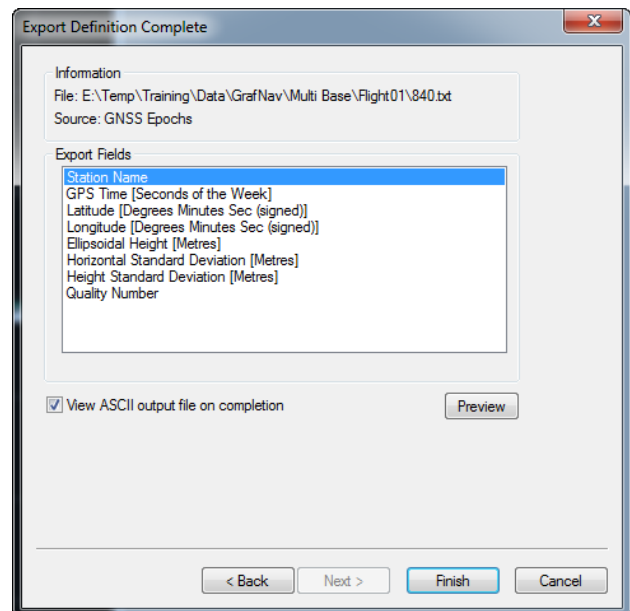 Export Definition Complete
Information
File: E:\Temp\Training\Data\GrafNav\Multi Base\Flight01\840.txt
Source: GNSS Epochs
Export Fields
Station Name
GPS Time [Seconds of the Week]
Latitude [Degrees Minutes Sec (signed)]
Longitude [Degrees Minutes Sec (signed)]
Ellipsoidal Height [Metres]
Horizontal Standard Deviation [Metres]
Height Standard Deviation [Metres]
Quality Number
View ASCII output file on completion
Preview
< Back Next > Finish Cancel